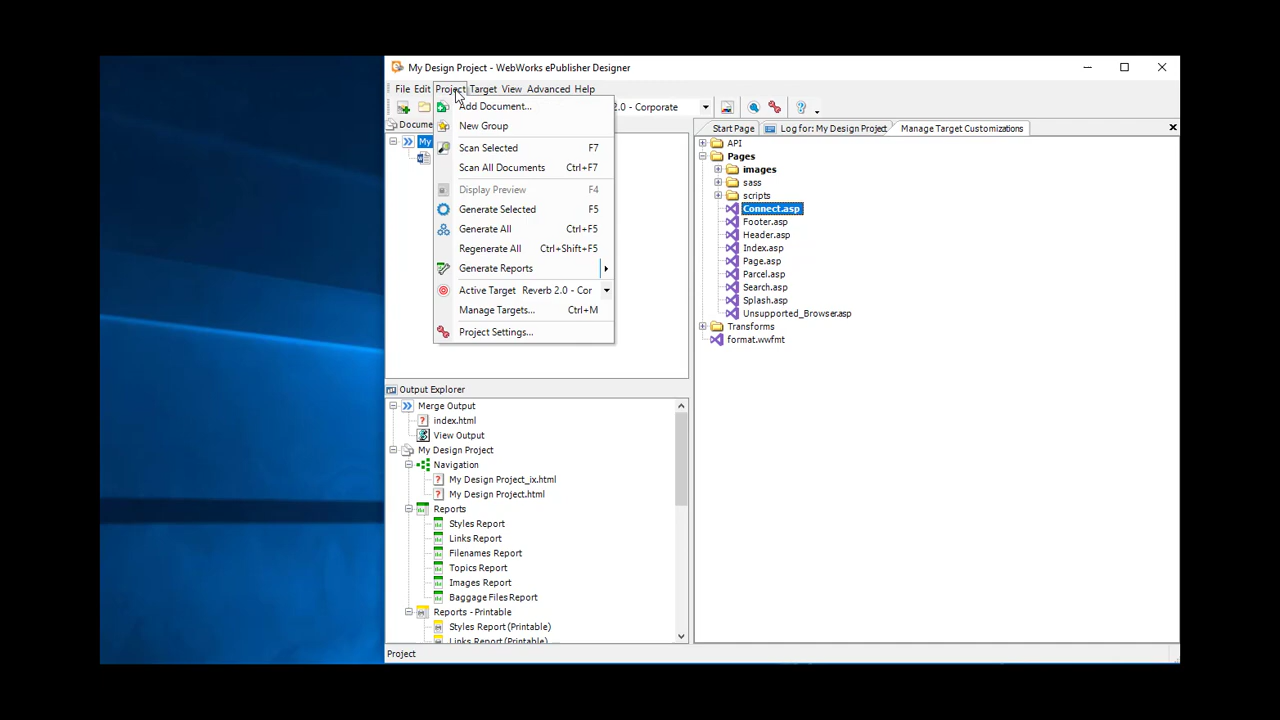 My Design Project - WebWorks ePublisher Designer
File Edit Project Target View Advanced Help
2.0 - Corporate
Add Document...
New Group
Scan Selected F7
Scan All Documents Ctrl+F7
Display Preview F4
Generate Selected F5
Generate All Ctrl+F5
Regenerate All Ctrl+Shift+F5
Generate Reports
Active Target Reverb 2.0 - Cor
Manage Targets... Ctrl+M
Project Settings...
Docume
My
Start Page Log for: My Design Project Manage Target Customizations
API
Pages
images
sass
scripts
Connect.asp
Footer.asp
Header.asp
Index.asp
Page.asp
Parcel.asp
Search.asp
Splash.asp
Unsupported_Browser.asp
Transforms
format.wwfmt
Output Explorer
Merge Output
index.html
View Output
My Design Project
Navigation
My Design Project_ix.html
My Design Project.html
Reports
Styles Report
Links Report
Filenames Report
Topics Report
Images Report
Baggage Files Report
Reports - Printable
Styles Report (Printable)
Links Report (Printable)
Project